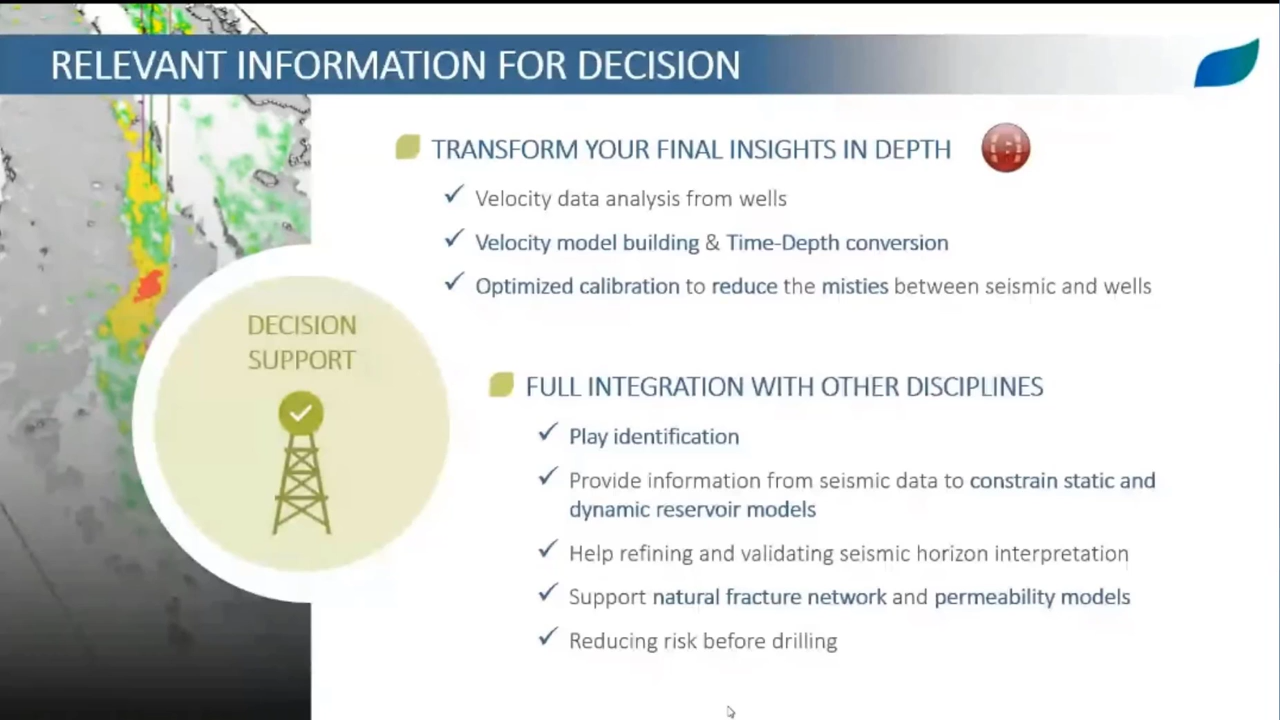 RELEVANT INFORMATION FOR DECISION
TRANSFORM YOUR FINAL INSIGHTS IN DEPTH
Velocity data analysis from wells
Velocity model building & Time-Depth conversion
Optimized calibration to reduce the misties between seismic and wells
DECISION
SUPPORT
FULL INTEGRATION WITH OTHER DISCIPLINES
Play identification
Provide information from seismic data to constrain static and
dynamic reservoir models
Help refining and validating seismic horizon interpretation
Support natural fracture network and permeability models
Reducing risk before drilling